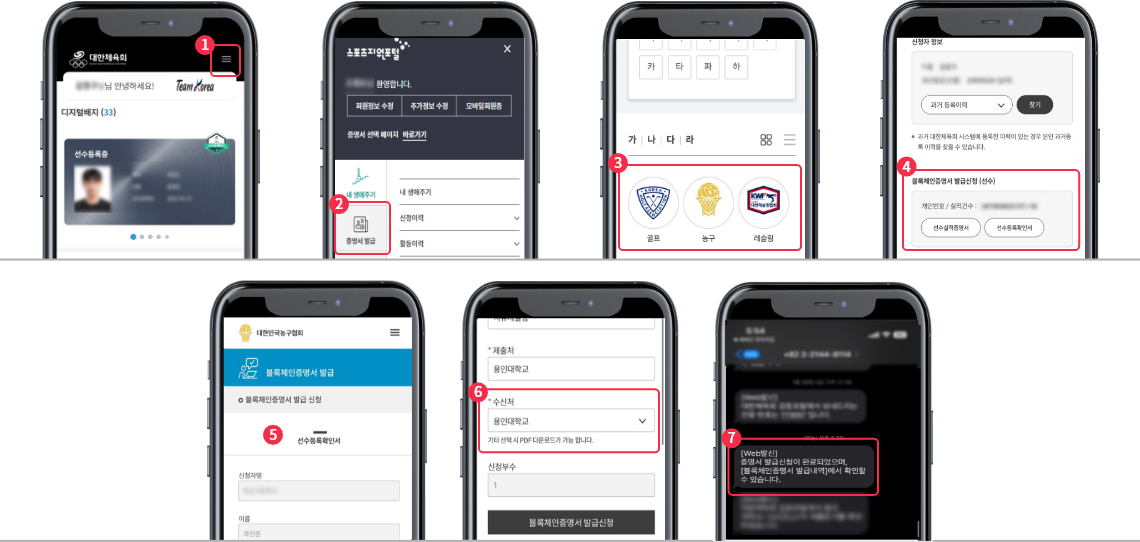 1
대한체육회
님 안녕하세요!
Team Korea
디지털배지 (33)
선수등록증
스포츠지원포털
환영합니다.
회원정보 수정
추가정보 수정
모바일회원증
증명서 선택 페이지 바로가기
내 생애주기
내 생애주기
2
신청이력
증명서 발급
활동이력
카
타
파
하
가 | 나 | 다 | 라
3
KOREA
KWF
골프
농구
레슬링
신청자 정보
과거 등록이력
찾기
※ 과거 대한체육회 시스템에 등록한 이력이 있는 경우 본인 과거등
록 이력을 찾을 수 있습니다.
4
블록체인증명서 발급신청 (선수)
개인번호 / 실적건수 :
선수실적증명서
선수등록확인서
대한민국농구협회
블록체인증명서 발급
블록체인증명서 발급 신청
5
선수등록확인서
신청자명
이름
* 제출처
용인대학교
6
* 수신처
용인대학교
기타 선택 시 PDF 다운로드가 가능 합니다.
신청부수
1
블록체인증명서 발급신청
7
[Web발신]
증명서 발급신청이 완료되었으며,
[블록체인증명서 발급내역]에서 확인할
수 있습니다.